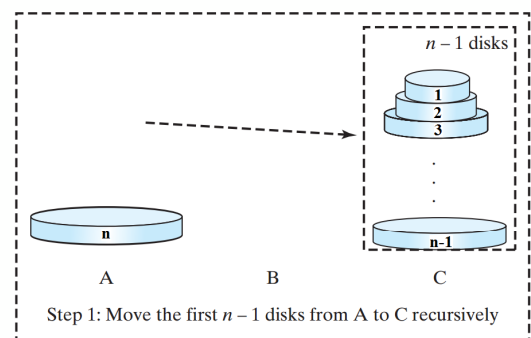 n – 1 disks
1
2
3
n
n-1
A B C
Step 1: Move the first n – 1 disks from A to C recursively